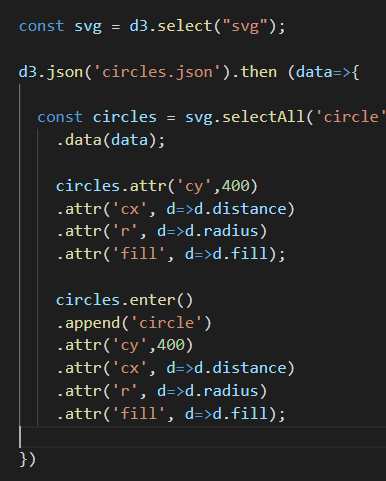 const svg = d3.select("svg");
d3.json('circles.json').then (data=>{
const circles = svg.selectAll('circle'
.data(data);
circles.attr('cy',400)
.attr('cx', d=>d.distance)
.attr('r', d=>d.radius)
.attr('fill', d=>d.fill);
circles.enter()
.append('circle')
.attr('cy',400)
.attr('cx', d=>d.distance)
.attr('r', d=>d.radius)
.attr('fill', d=>d.fill);
})